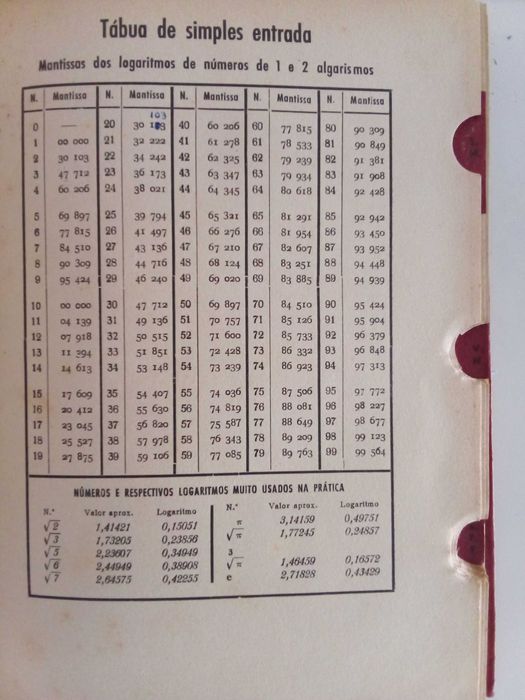 Tábua de simples entrada
Mantissas dos logaritmos de números de 1 e 2 algarismos
N. Mantissa N. Mantissa N. Mantissa N. Mantissa N. Mantissa
103
0 — 20 30 103 40 60 206 60 77 815 80 90 309
1 00 000 21 32 222 41 61 278 61 78 533 81 90 849
2 30 103 22 34 242 42 62 325 62 79 239 82 91 381
3 47 712 23 36 173 43 63 347 63 79 934 83 91 908
4 60 206 24 38 021 44 64 345 64 80 618 84 92 428
5 69 897 25 39 794 45 65 321 65 81 291 85 92 942
6 77 815 26 41 497 46 66 276 66 81 954 86 93 450
7 84 510 27 43 136 47 67 210 67 82 607 87 93 952
8 90 309 28 44 716 48 68 124 68 83 251 88 94 448
9 95 424 29 46 240 49 69 020 69 83 885 89 94 939
10 00 000 30 47 712 50 69 897 70 84 510 90 95 424
11 04 139 31 49 136 51 70 757 71 85 126 91 95 904
12 07 918 32 50 515 52 71 600 72 85 733 92 96 379
13 11 394 33 51 851 53 72 428 73 86 332 93 96 848
14 14 613 34 53 148 54 73 239 74 86 923 94 97 313
15 17 609 35 54 407 55 74 036 75 87 506 95 97 772
16 20 412 36 55 630 56 74 819 76 88 081 96 98 227
17 23 045 37 56 820 57 75 587 77 88 649 97 98 677
18 25 527 38 57 978 58 76 343 78 89 209 98 99 123
19 27 875 39 59 106 59 77 085 79 89 763 99 99 564
NÚMEROS E RESPECTIVOS LOGARITMOS MUITO USADOS NA PRÁTICA
N.º Valor aprox. Logaritmo N.º Valor aprox. Logaritmo
√2 1,41421 0,15051 π 3,14159 0,49751
√3 1,73205 0,23856 √π 1,77245 0,24857
√5 2,23607 0,34949 3
√6 2,44949 0,38908 √π 1,46459 0,16572
√7 2,64575 0,42255 e 2,71828 0,43429